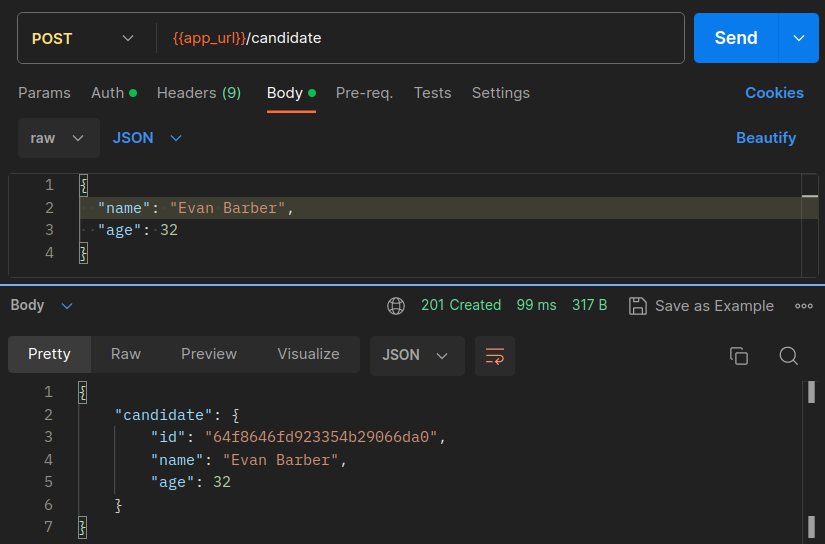 POST {{app_url}}/candidate Send
Params Auth Headers (9) Body Pre-req. Tests Settings Cookies
raw JSON Beautify
1 {
2 "name": "Evan Barber",
3 "age": 32
4 }
Body 201 Created 99 ms 317 B Save as Example
Pretty Raw Preview Visualize JSON
1 {
2 "candidate": {
3 "id": "64f8646fd923354b29066da0",
4 "name": "Evan Barber",
5 "age": 32
6 }
7 }